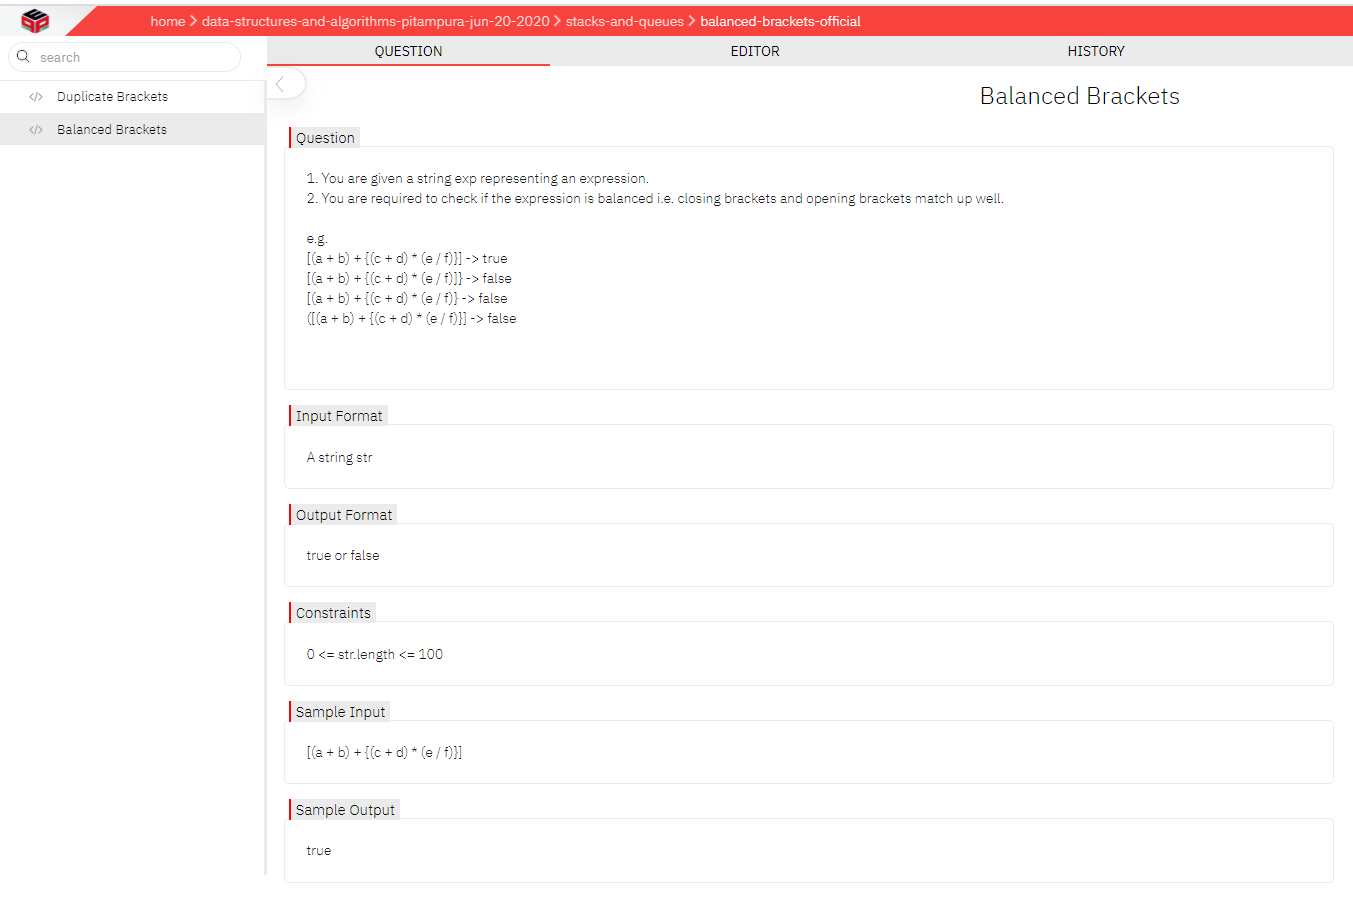 home > data-structures-and-algorithms-pitampura-jun-20-2020 > stacks-and-queues > balanced-brackets-official
search
QUESTION EDITOR HISTORY
</> Duplicate Brackets
</> Balanced Brackets
Balanced Brackets
Question
1. You are given a string exp representing an expression.
2. You are required to check if the expression is balanced i.e. closing brackets and opening brackets match up well.
e.g.
[(a + b) + {(c + d) * (e / f)}] -> true
[(a + b) + {(c + d) * (e / f)]} -> false
[(a + b) + {(c + d) * (e / f)} -> false
([(a + b) + {(c + d) * (e / f)}] -> false
Input Format
A string str
Output Format
true or false
Constraints
0 <= str.length <= 100
Sample Input
[(a + b) + {(c + d) * (e / f)}]
Sample Output
true